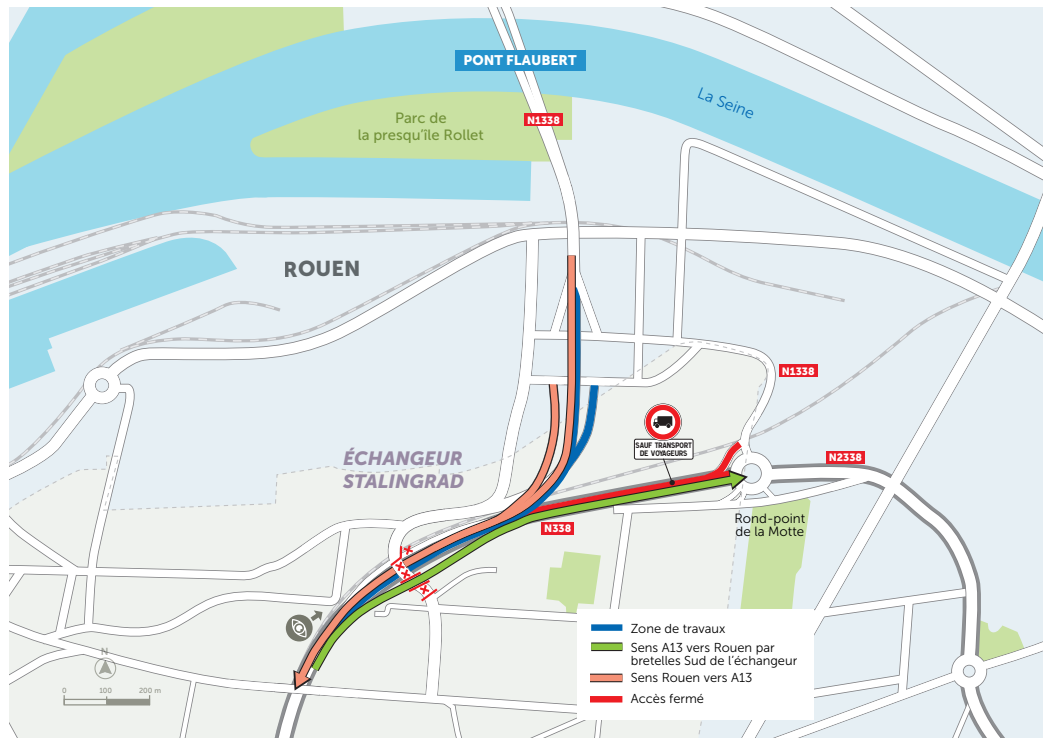 PONT FLAUBERT
La Seine
Parc de
la presqu'île Rollet
N1338
ROUEN
N1338
SAUF TRANSPORT
DE VOYAGEURS
ÉCHANGEUR
STALINGRAD
N2338
N338
Rond-point
de la Motte
N
0 100 200 m
Zone de travaux
Sens A13 vers Rouen par
bretelles Sud de l'échangeur
Sens Rouen vers A13
Accès fermé